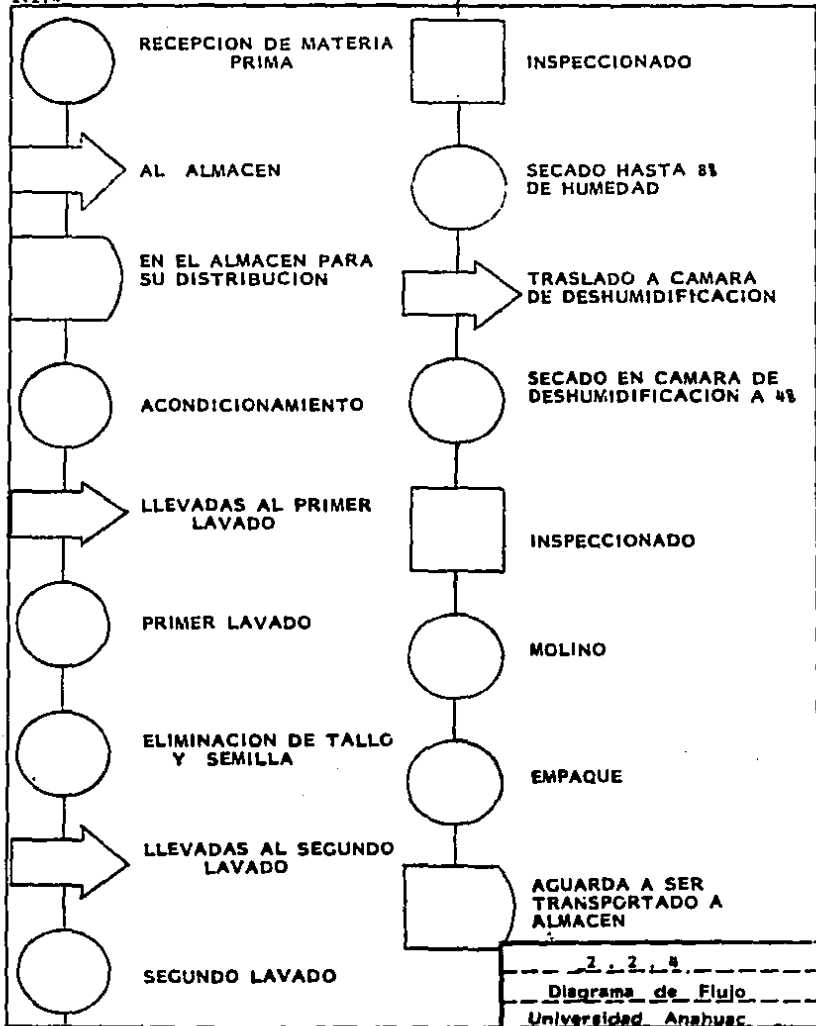 RECEPCION DE MATERIA
PRIMA
AL ALMACEN
EN EL ALMACEN PARA
SU DISTRIBUCION
ACONDICIONAMIENTO
LLEVADAS AL PRIMER
LAVADO
PRIMER LAVADO
ELIMINACION DE TALLO
Y SEMILLA
LLEVADAS AL SEGUNDO
LAVADO
SEGUNDO LAVADO
INSPECCIONADO
SECADO HASTA 8%
DE HUMEDAD
TRASLADO A CAMARA
DE DESHUMIDIFICACION
SECADO EN CAMARA DE
DESHUMIDIFICACION A 4%
INSPECCIONADO
MOLINO
EMPAQUE
AGUARDA A SER
TRANSPORTADO A
ALMACEN
2.2.4
Diagrama de Flujo
Universidad Anahuac